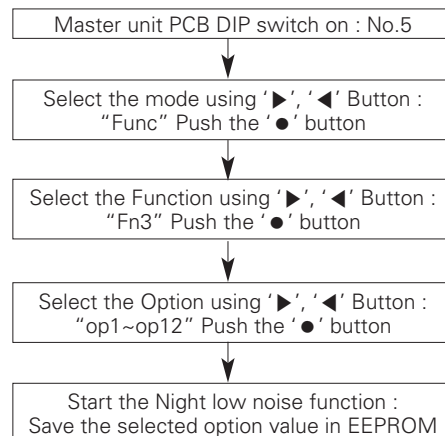 Master unit PCB DIP switch on : No.5
Select the mode using ‘▶’, ‘◀’ Button :
“Func” Push the ‘●’ button
Select the Function using ‘▶’, ‘◀’ Button :
“Fn3” Push the ‘●’ button
Select the Option using ‘▶’, ‘◀’ Button :
“op1~op12” Push the ‘●’ button
Start the Night low noise function :
Save the selected option value in EEPROM